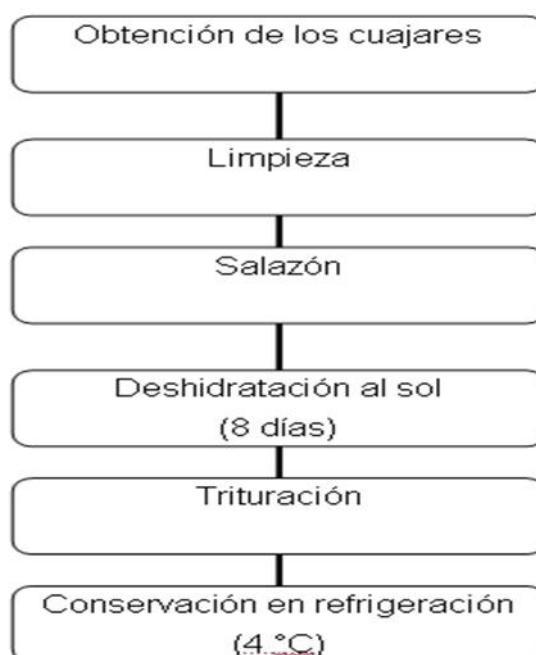 Obtención de los cuajares
Limpieza
Salazón
Deshidratación al sol
(8 días)
Trituración
Conservación en refrigeración
(4 °C)